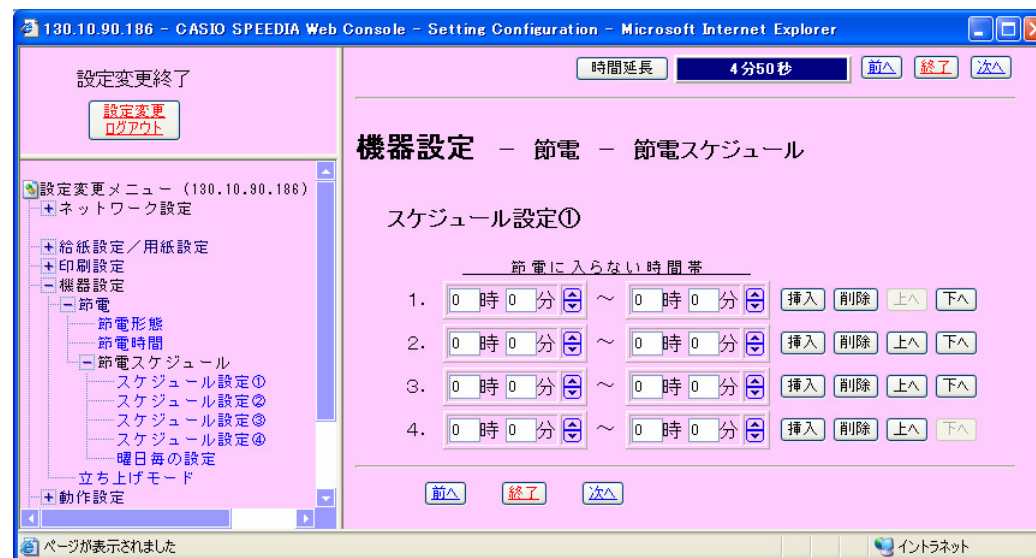 130.10.90.186 - CASIO SPEEDIA Web Console - Setting Configuration - Microsoft Internet Explorer
設定変更終了
設定変更
ログアウト
設定変更メニュー (130.10.90.186)
ネットワーク設定
給紙設定／用紙設定
印刷設定
機器設定
節電
節電形態
節電時間
節電スケジュール
スケジュール設定①
スケジュール設定②
スケジュール設定③
スケジュール設定④
曜日毎の設定
立ち上げモード
動作設定
時間延長 4分50秒 前へ 終了 次へ
機器設定 － 節電 － 節電スケジュール
スケジュール設定①
節電に入らない時間帯
1. 0 時 0 分 ～ 0 時 0 分 挿入 削除 上へ 下へ
2. 0 時 0 分 ～ 0 時 0 分 挿入 削除 上へ 下へ
3. 0 時 0 分 ～ 0 時 0 分 挿入 削除 上へ 下へ
4. 0 時 0 分 ～ 0 時 0 分 挿入 削除 上へ 下へ
前へ 終了 次へ
ページが表示されました イントラネット